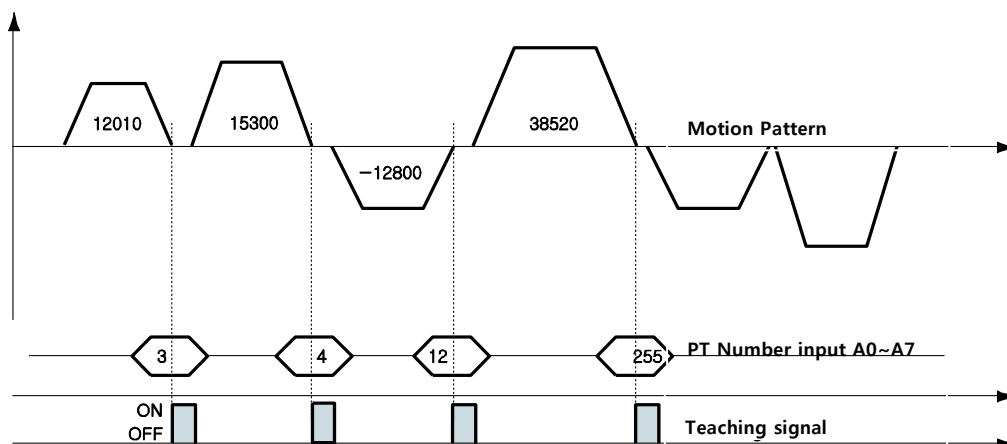 12010
15300
38520
Motion Pattern
−12800
3
4
12
255
PT Number input A0~A7
ON
OFF
Teaching signal